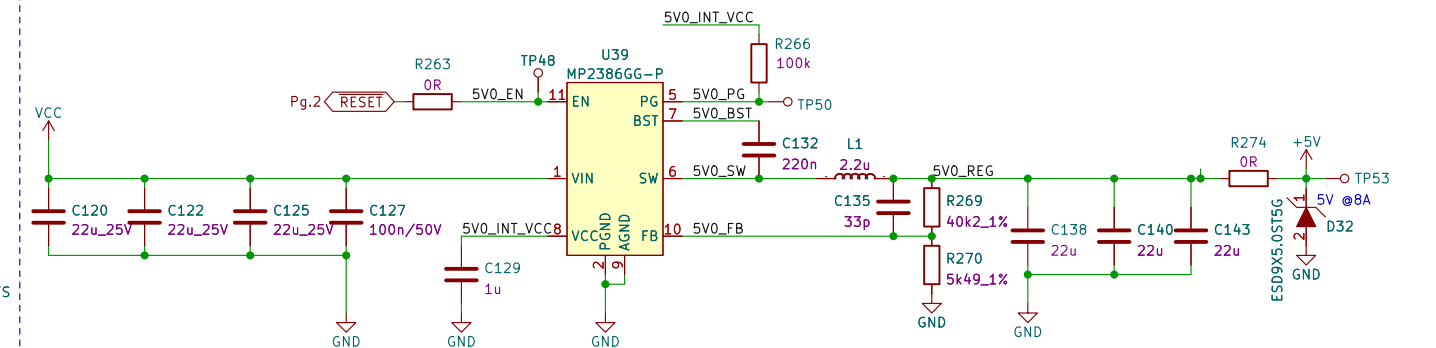 5V0_INT_VCC
R266
100k
U39
MP2386GG-P
TP48
R263
0R
Pg.2
RESET
5V0_EN
11
EN
PG
5
5V0_PG
TP50
BST
7
5V0_BST
VCC
C132
220n
L1
2.2u
R274
0R
+5V
1
VIN
SW
6
5V0_SW
5V0_REG
TP53
C120
22u_25V
C122
22u_25V
C125
22u_25V
C127
100n/50V
C135
33p
R269
40k2_1%
5V @8A
1
2
D32
ESD9X5.0ST5G
5V0_INT_VCC
8
VCC
PGND
AGND
FB
10
5V0_FB
C138
22u
C140
22u
C143
22u
2
9
C129
1u
R270
5k49_1%
GND
GND
GND
GND
GND
GND